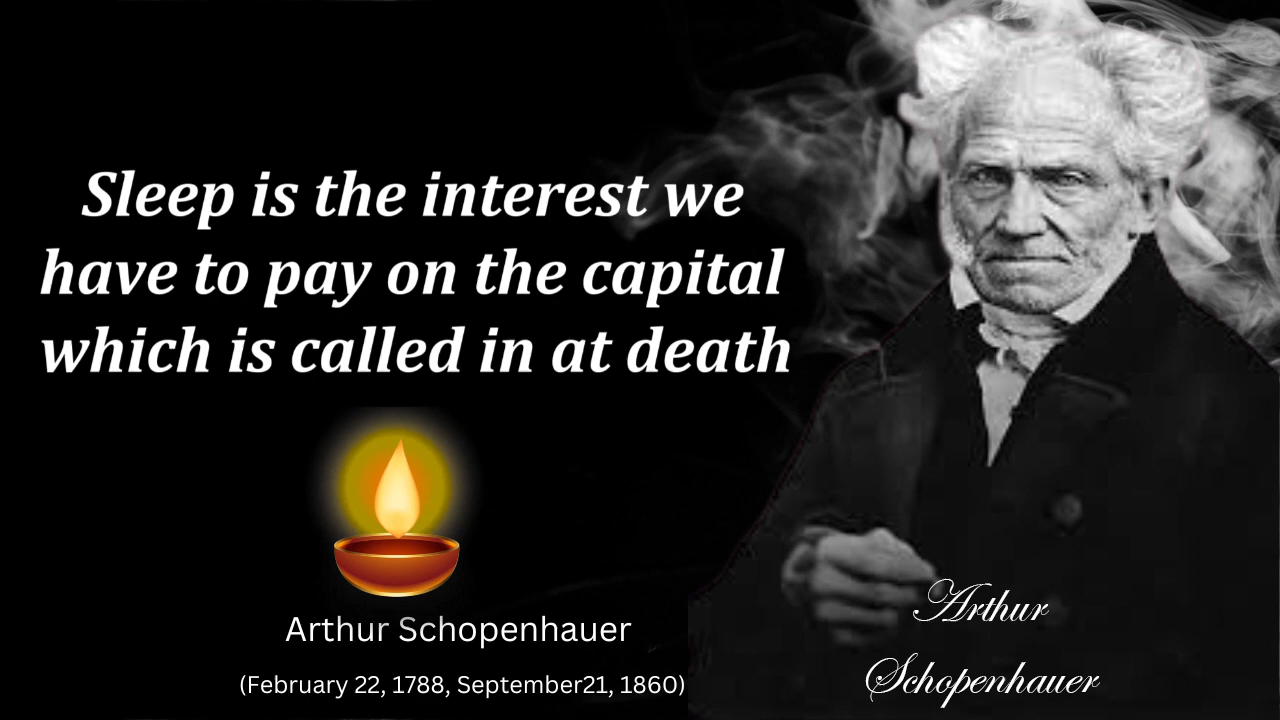 Sleep is the interest we
have to pay on the capital
which is called in at death
Arthur Schopenhauer
(February 22, 1788, September21, 1860)
Arthur
Schopenhauer